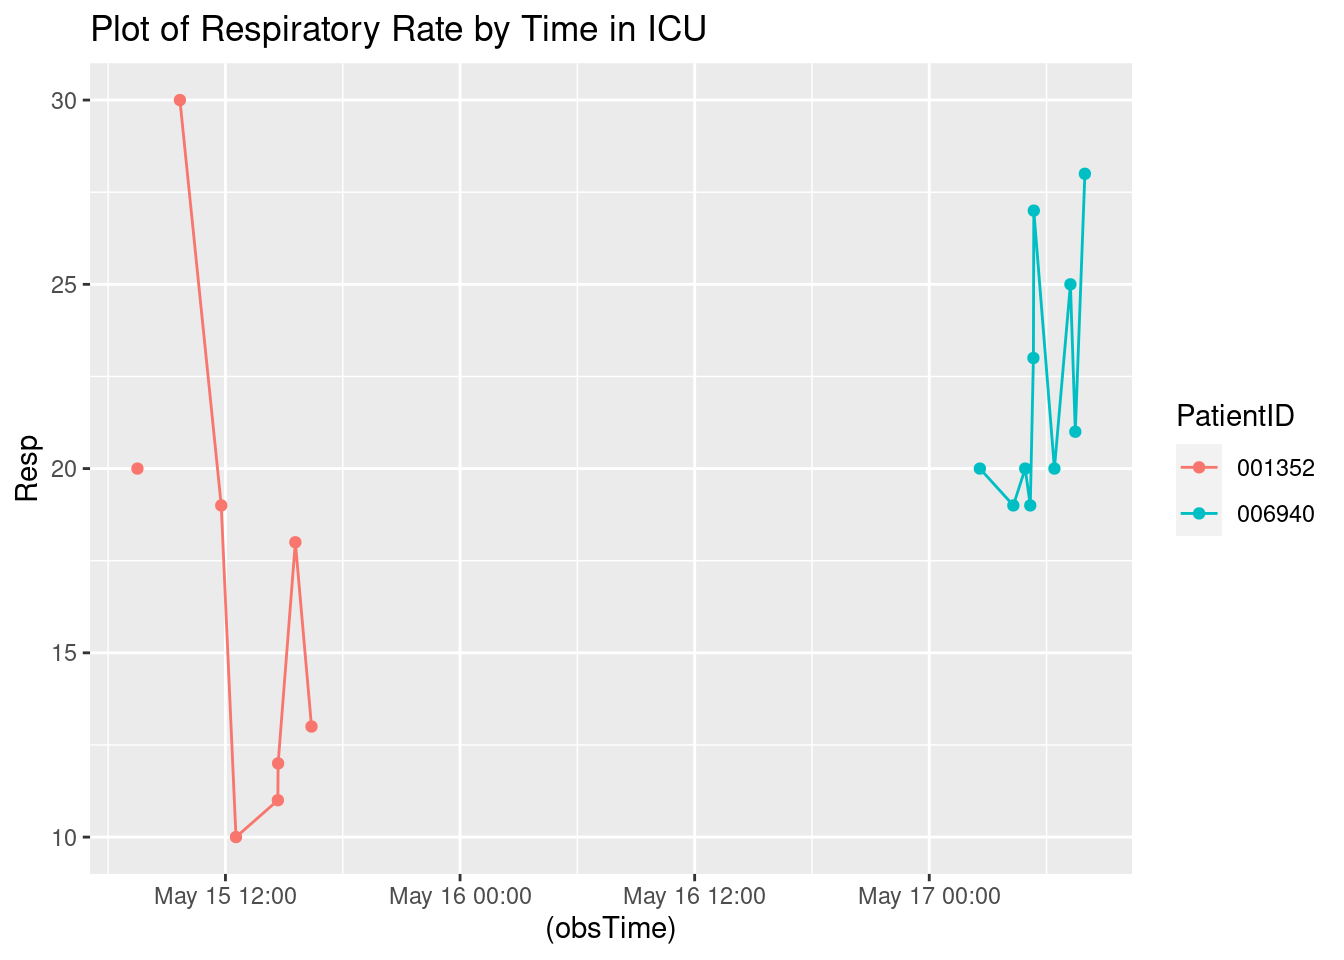 Plot of Respiratory Rate by Time in ICU
30
25
20
15
10
Resp
May 15 12:00
May 16 00:00
May 16 12:00
May 17 00:00
(obsTime)
PatientID
001352
006940